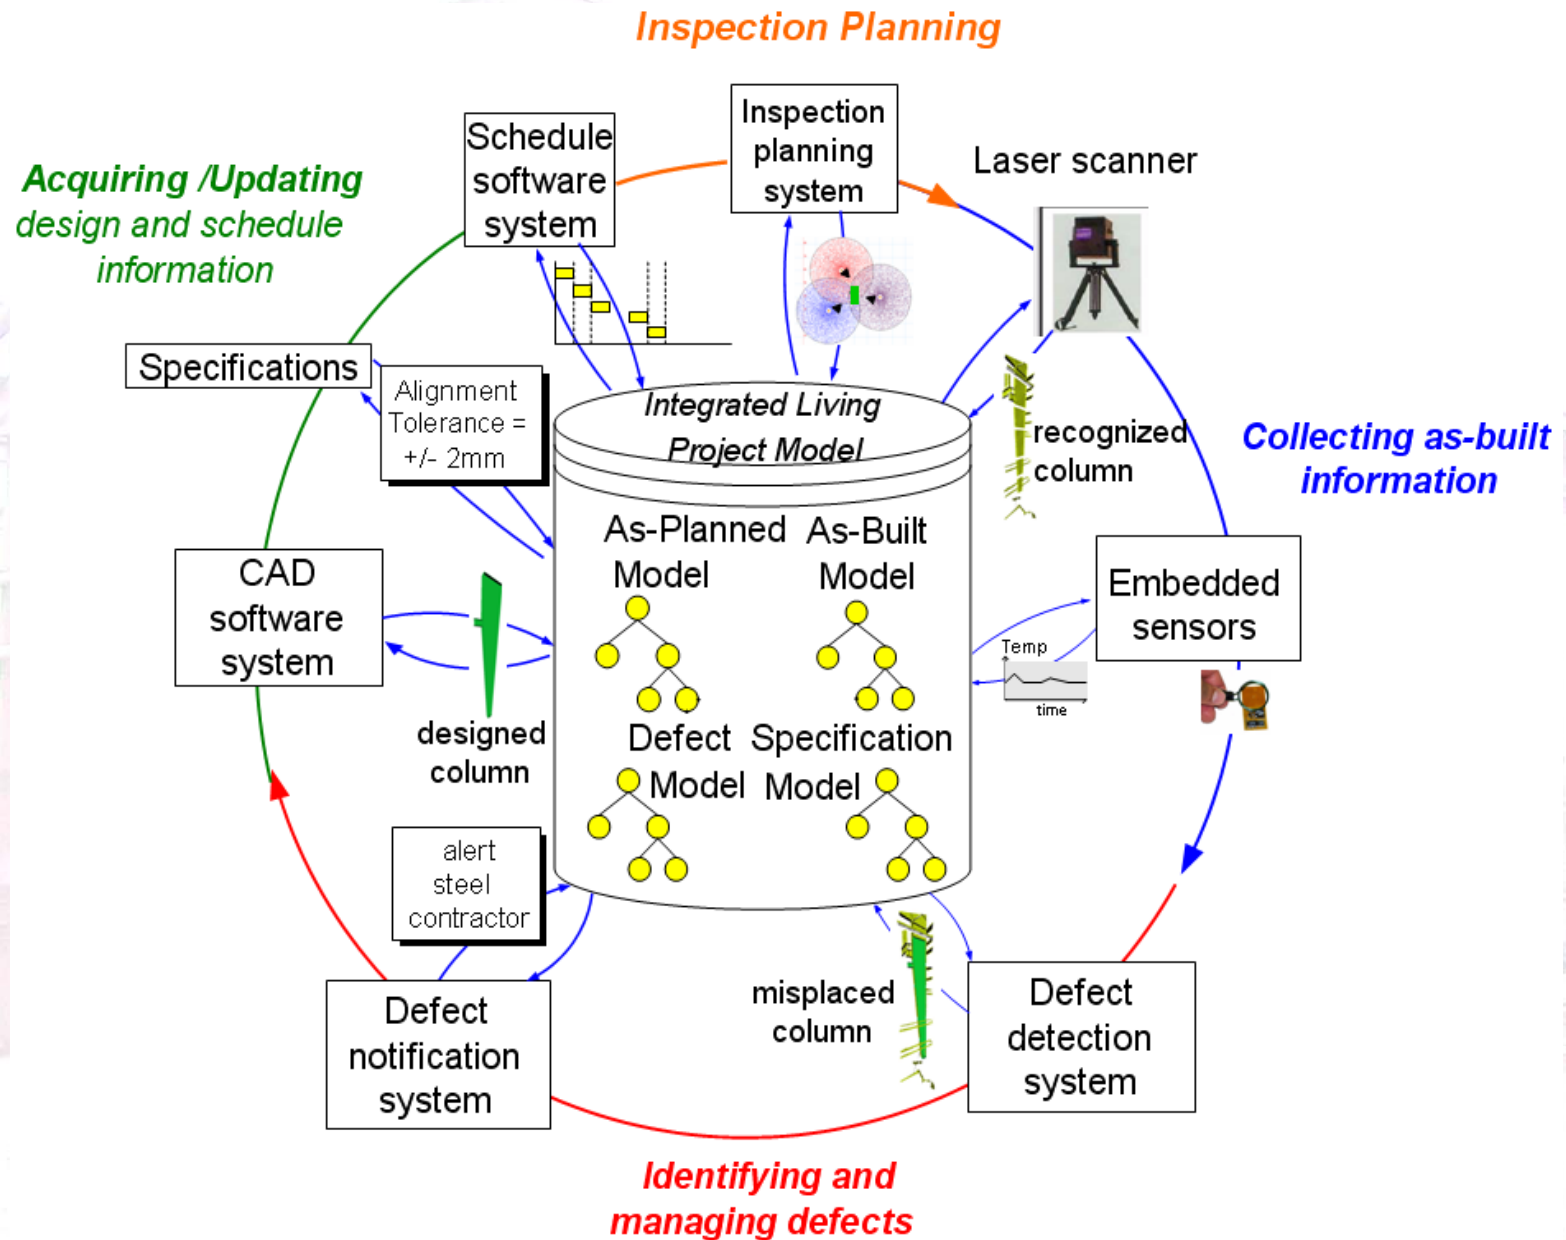 Inspection Planning
Acquiring /Updating
design and schedule
information
Schedule
software
system
Inspection
planning
system
Laser scanner
Specifications
Alignment
Tolerance =
+/- 2mm
Integrated Living
Project Model
recognized
column
Collecting as-built
information
As-Planned
Model
As-Built
Model
CAD
software
system
designed
column
Embedded
sensors
Temp
time
Defect
Model
Specification
Model
alert
steel
contractor
misplaced
column
Defect
notification
system
Defect
detection
system
Identifying and
managing defects